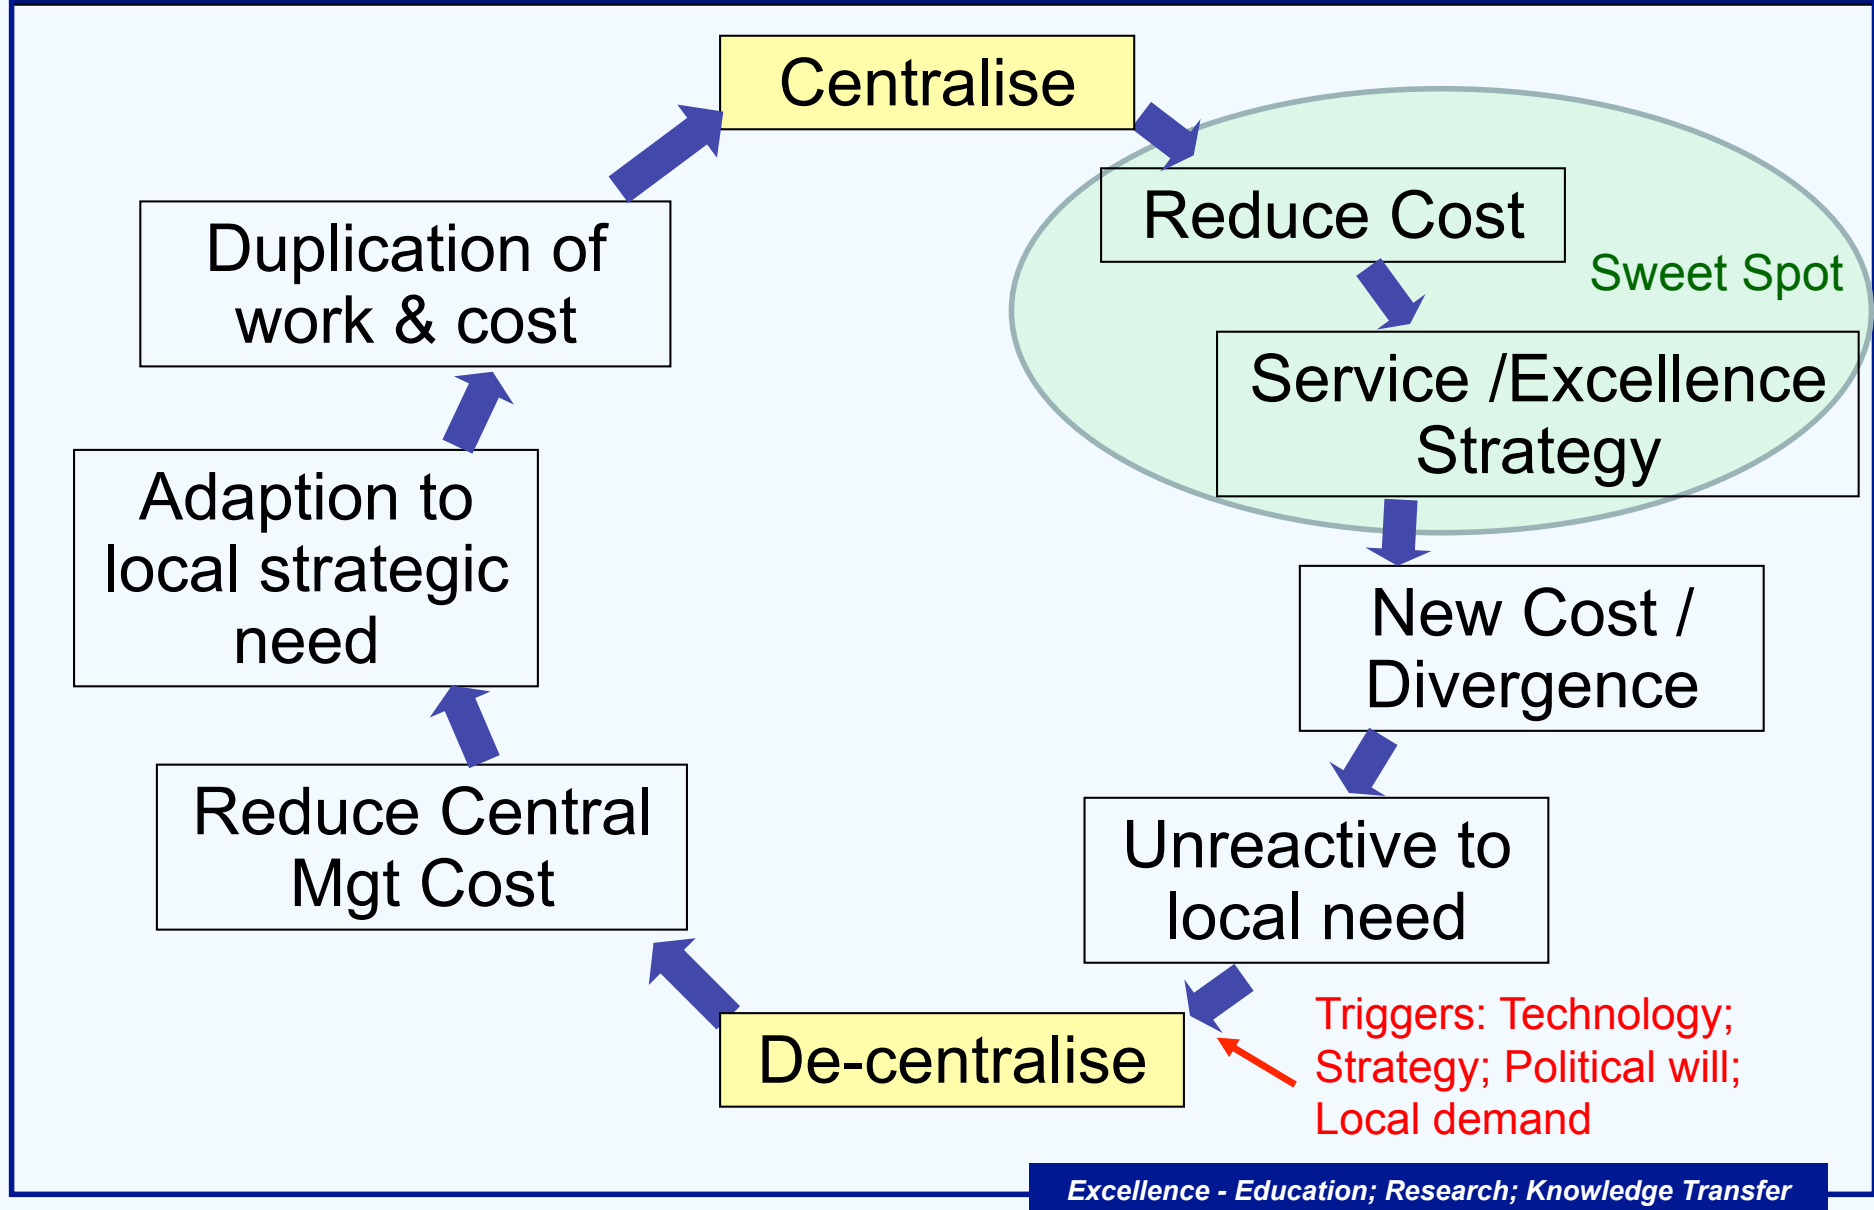 Centralise
Reduce Cost
Sweet Spot
Service /Excellence
Strategy
New Cost /
Divergence
Unreactive to
local need
Triggers: Technology;
Strategy; Political will;
Local demand
De-centralise
Reduce Central
Mgt Cost
Adaption to
local strategic
need
Duplication of
work & cost
Excellence - Education; Research; Knowledge Transfer